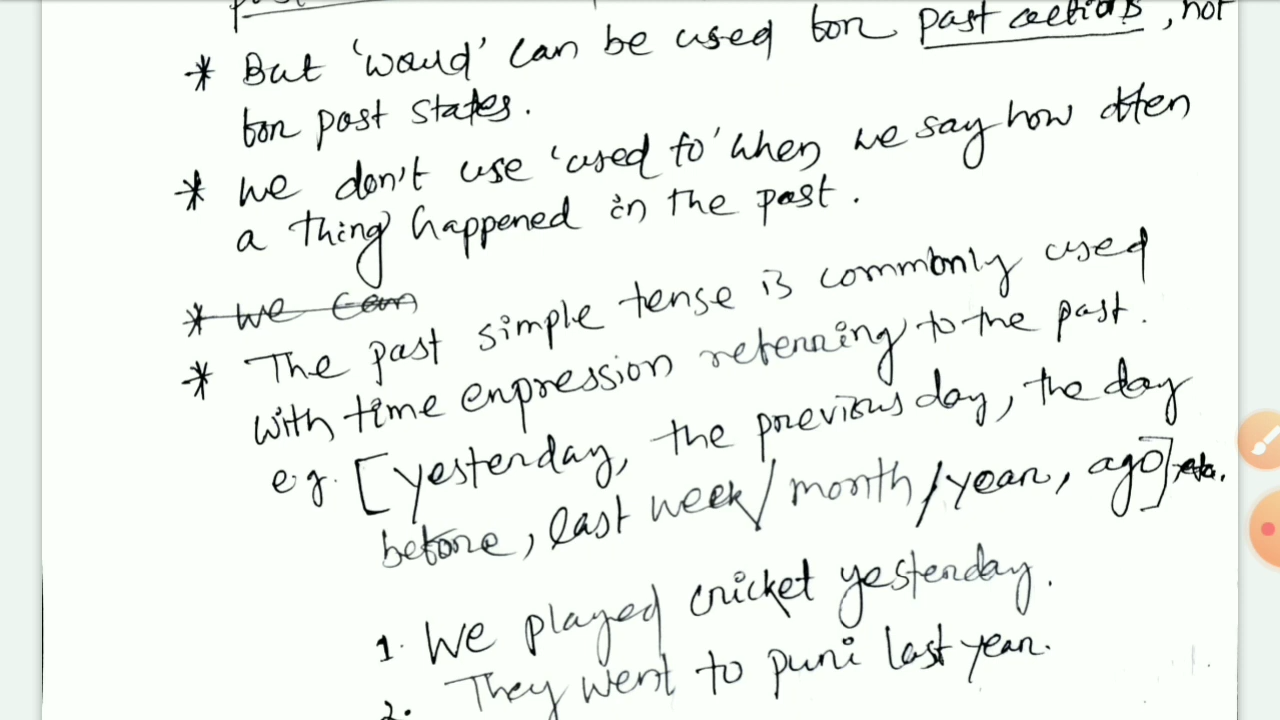 * But 'would' can be used for past actions, not
for past states.
* we don't use 'used to' when we say how often
a thing happened in the past.
* we can
* The past simple tense is commonly used
with time expression referring to the past.
e.g. [yesterday, the previous day, the day
before, last week/month/year, ago] etc.
1. We played cricket yesterday.
2. They went to puri last year.